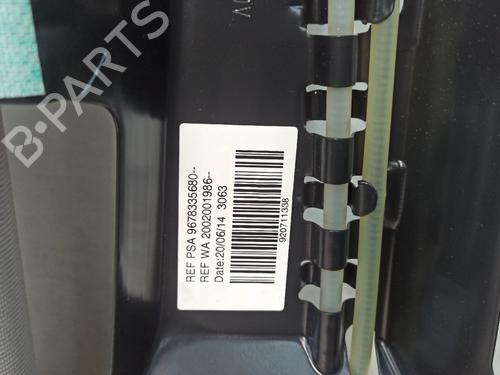 B-PARTS
REF PSA 9678335680--
REF WA 2002001986--
Date:20/06/14 3063
920711338